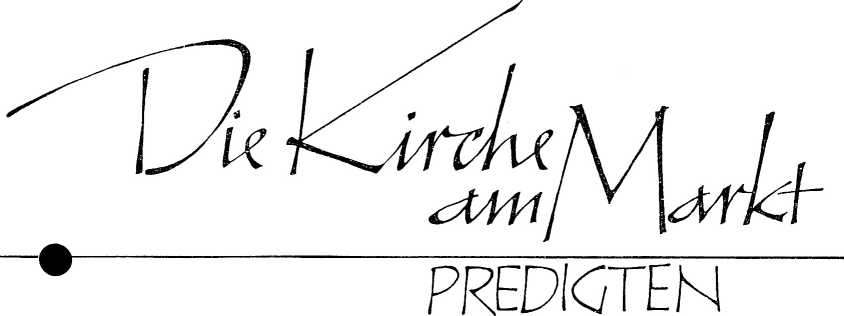 Die Kirche
am Markt
PREDIGTEN